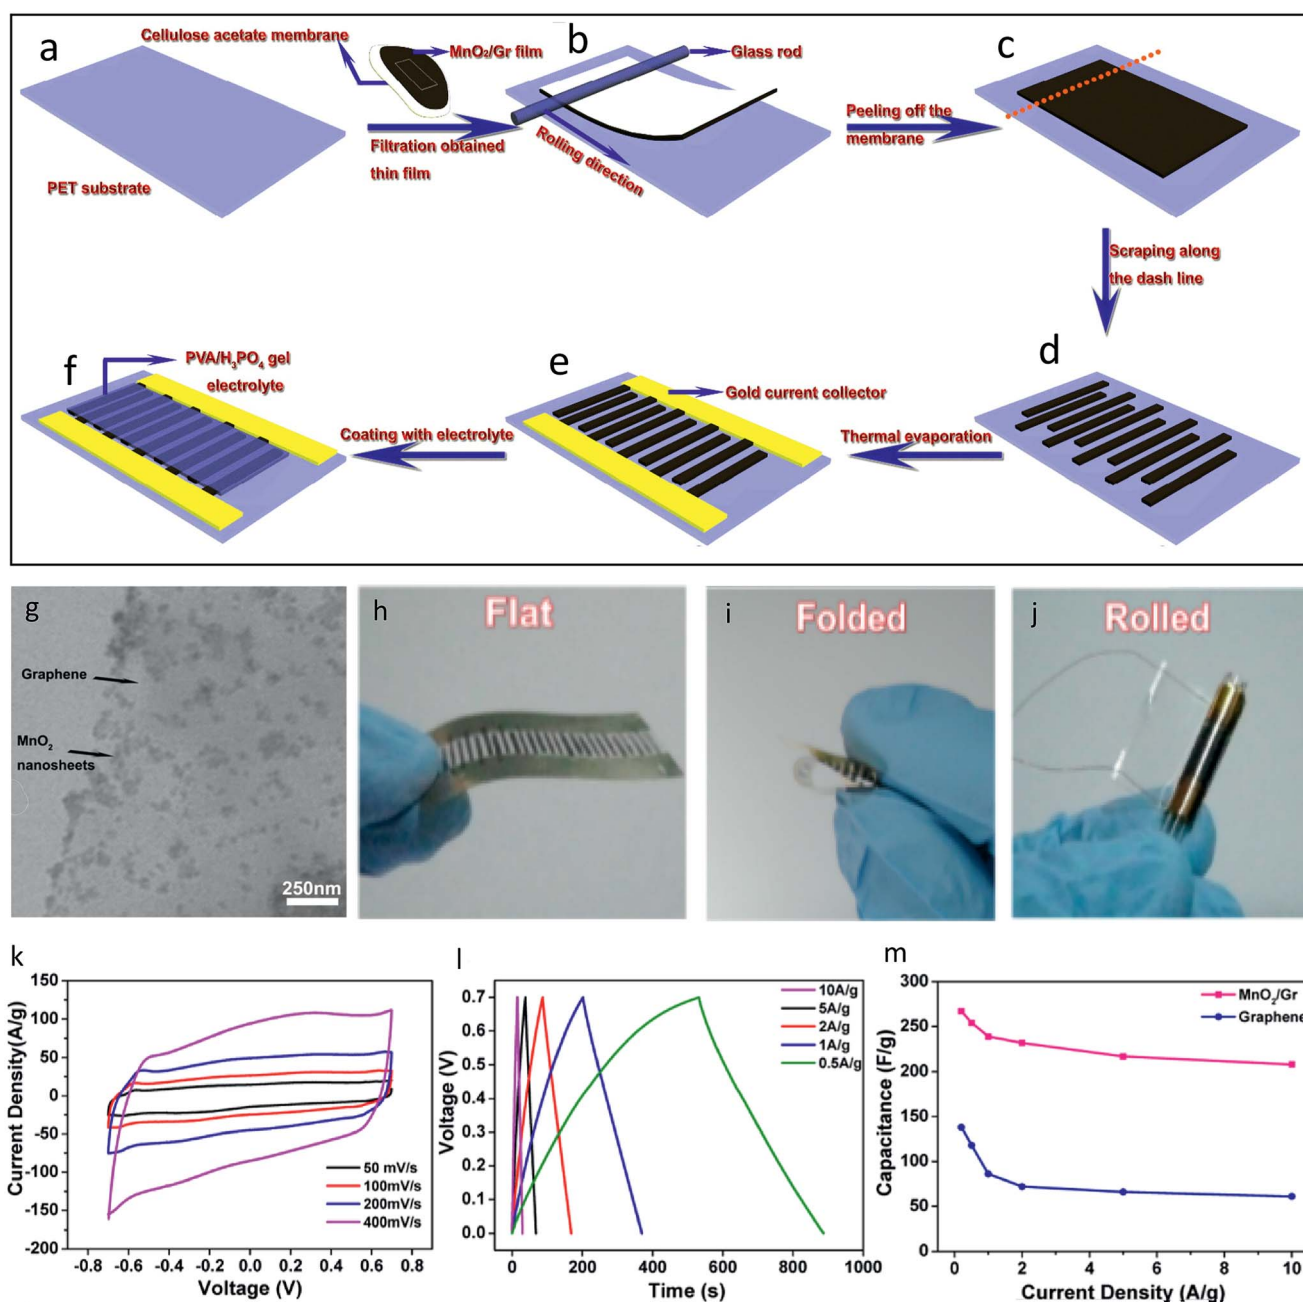 a
Cellulose acetate membrane
MnO₂/Gr film
b
Glass rod
c
PET substrate
Filtration obtained
thin film
Rolling direction
Peeling off the
membrane
Scraping along
the dash line
f
PVA/H₃PO₄ gel
electrolyte
Coating with electrolyte
e
Gold current collector
Thermal evaporation
d
g
Graphene
MnO₂
nanosheets
250nm
h
Flat
i
Folded
j
Rolled
k
Current Density(A/g)
150
100
50
0
-50
-100
-150
-200
50 mV/s
100mV/s
200mV/s
400mV/s
-0.8 -0.6 -0.4 -0.2 0.0 0.2 0.4 0.6 0.8
Voltage (V)
l
Voltage (V)
0.7
0.6
0.5
0.4
0.3
0.2
0.1
0.0
10A/g
5A/g
2A/g
1A/g
0.5A/g
0 200 400 600 800 1000
Time (s)
m
Capacitance (F/g)
300
250
200
150
100
50
0
MnO₂/Gr
Graphene
0 2 4 6 8 10
Current Density (A/g)